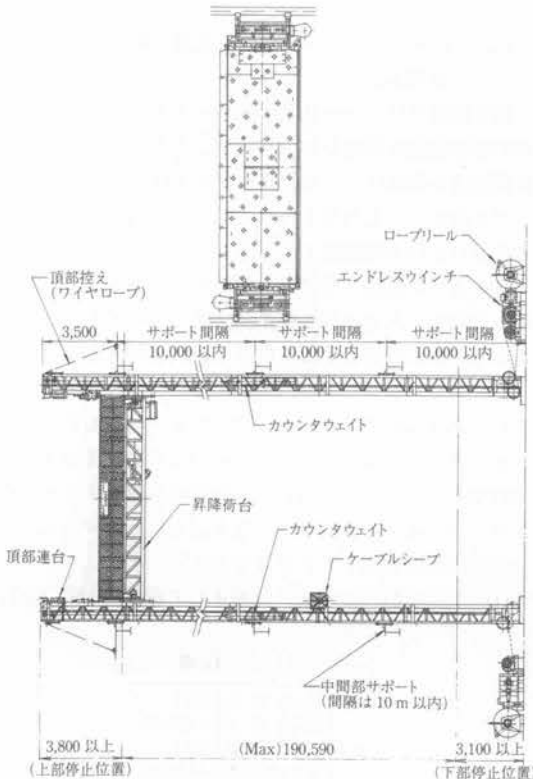 ロープリール
エンドレスウインチ
頂部控え
(ワイヤロープ)
3,500
サポート間隔
10,000 以内
サポート間隔
10,000 以内
サポート間隔
10,000 以内
カウンタウェイト
昇降荷台
カウンタウェイト
ケーブルシーブ
頂部連台
中間部サポート
(間隔は 10 m 以内)
3,800 以上
(上部停止位置)
(Max) 190,590
3,100 以上
(下部停止位置)